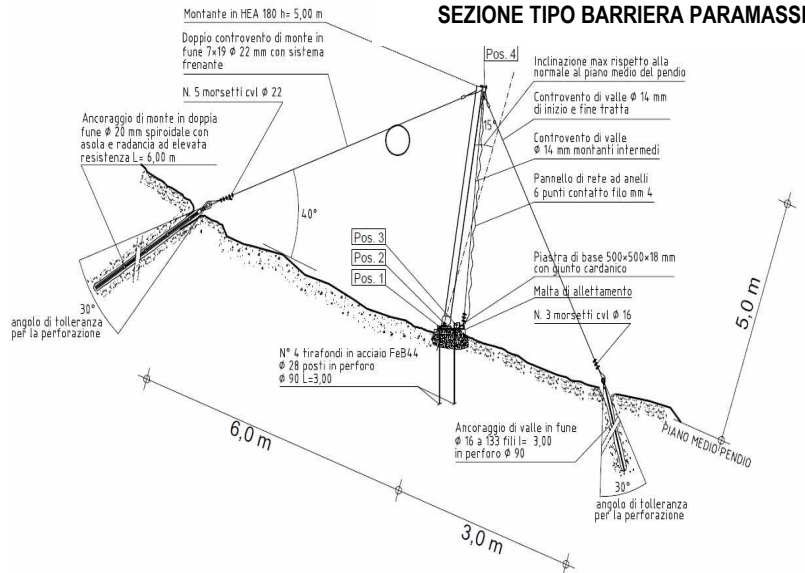 SEZIONE TIPO BARRIERA PARAMASSI
Montante in HEA 180 h= 5,00 m
Doppio controvento di monte in
fune 7×19 ϕ 22 mm con sistema
frenante
N. 5 morsetti cvl ϕ 22
Ancoraggio di monte in doppia
fune ϕ 20 mm spiroidale con
asola e radancia ad elevata
resistenza L= 6,00 m
Pos. 4
Inclinazione max rispetto alla
normale al piano medio del pendio
Controvento di valle ϕ 14 mm
di inizio e fine tratta
Controvento di valle
ϕ 14 mm montanti intermedi
Pannello di rete ad anelli
6 punti contatto filo mm 4
15°
40°
Pos. 3
Pos. 2
Pos. 1
Piastra di base 500×500×18 mm
con giunto cardanico
Malta di allettamento
N. 3 morsetti cvl ϕ 16
30°
angolo di tolleranza
per la perforazione
N° 4 tirafondi in acciaio FeB44
ϕ 28 posti in perforo
ϕ 90 L=3,00
Ancoraggio di valle in fune
ϕ 16 a 133 fili l= 3,00
in perforo ϕ 90
30°
angolo di tolleranza
per la perforazione
PIANO MEDIO PENDIO
5,0 m
6,0 m
3,0 m